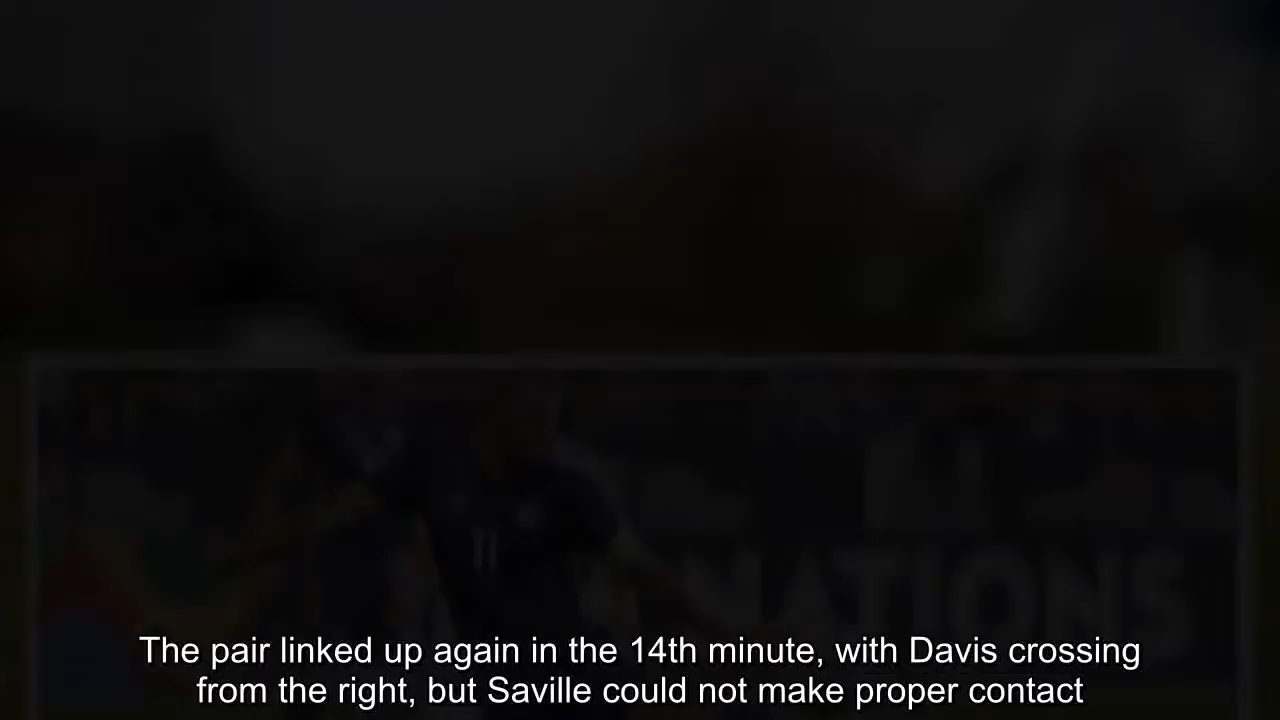 NATIONS
The pair linked up again in the 14th minute, with Davis crossing
from the right, but Saville could not make proper contact